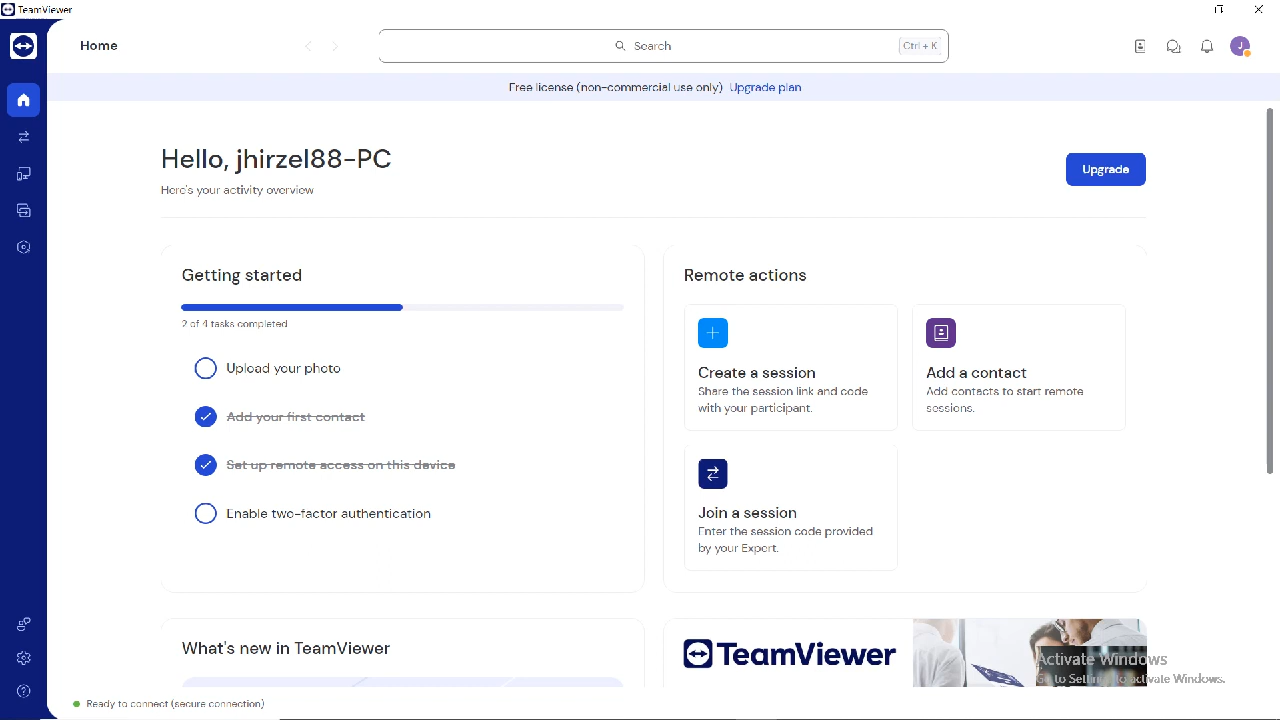 TeamViewer
Home
Search
Ctrl + K
J
Free license (non-commercial use only) Upgrade plan
Hello, jhirzel88-PC
Here's your activity overview
Upgrade
Getting started
2 of 4 tasks completed
Upload your photo
Add your first contact
Set up remote access on this device
Enable two-factor authentication
Remote actions
Create a session
Share the session link and code
with your participant.
Add a contact
Add contacts to start remote
sessions.
Join a session
Enter the session code provided
by your Expert.
What's new in TeamViewer
TeamViewer
Activate Windows
Go to Settings to activate Windows.
Ready to connect (secure connection)